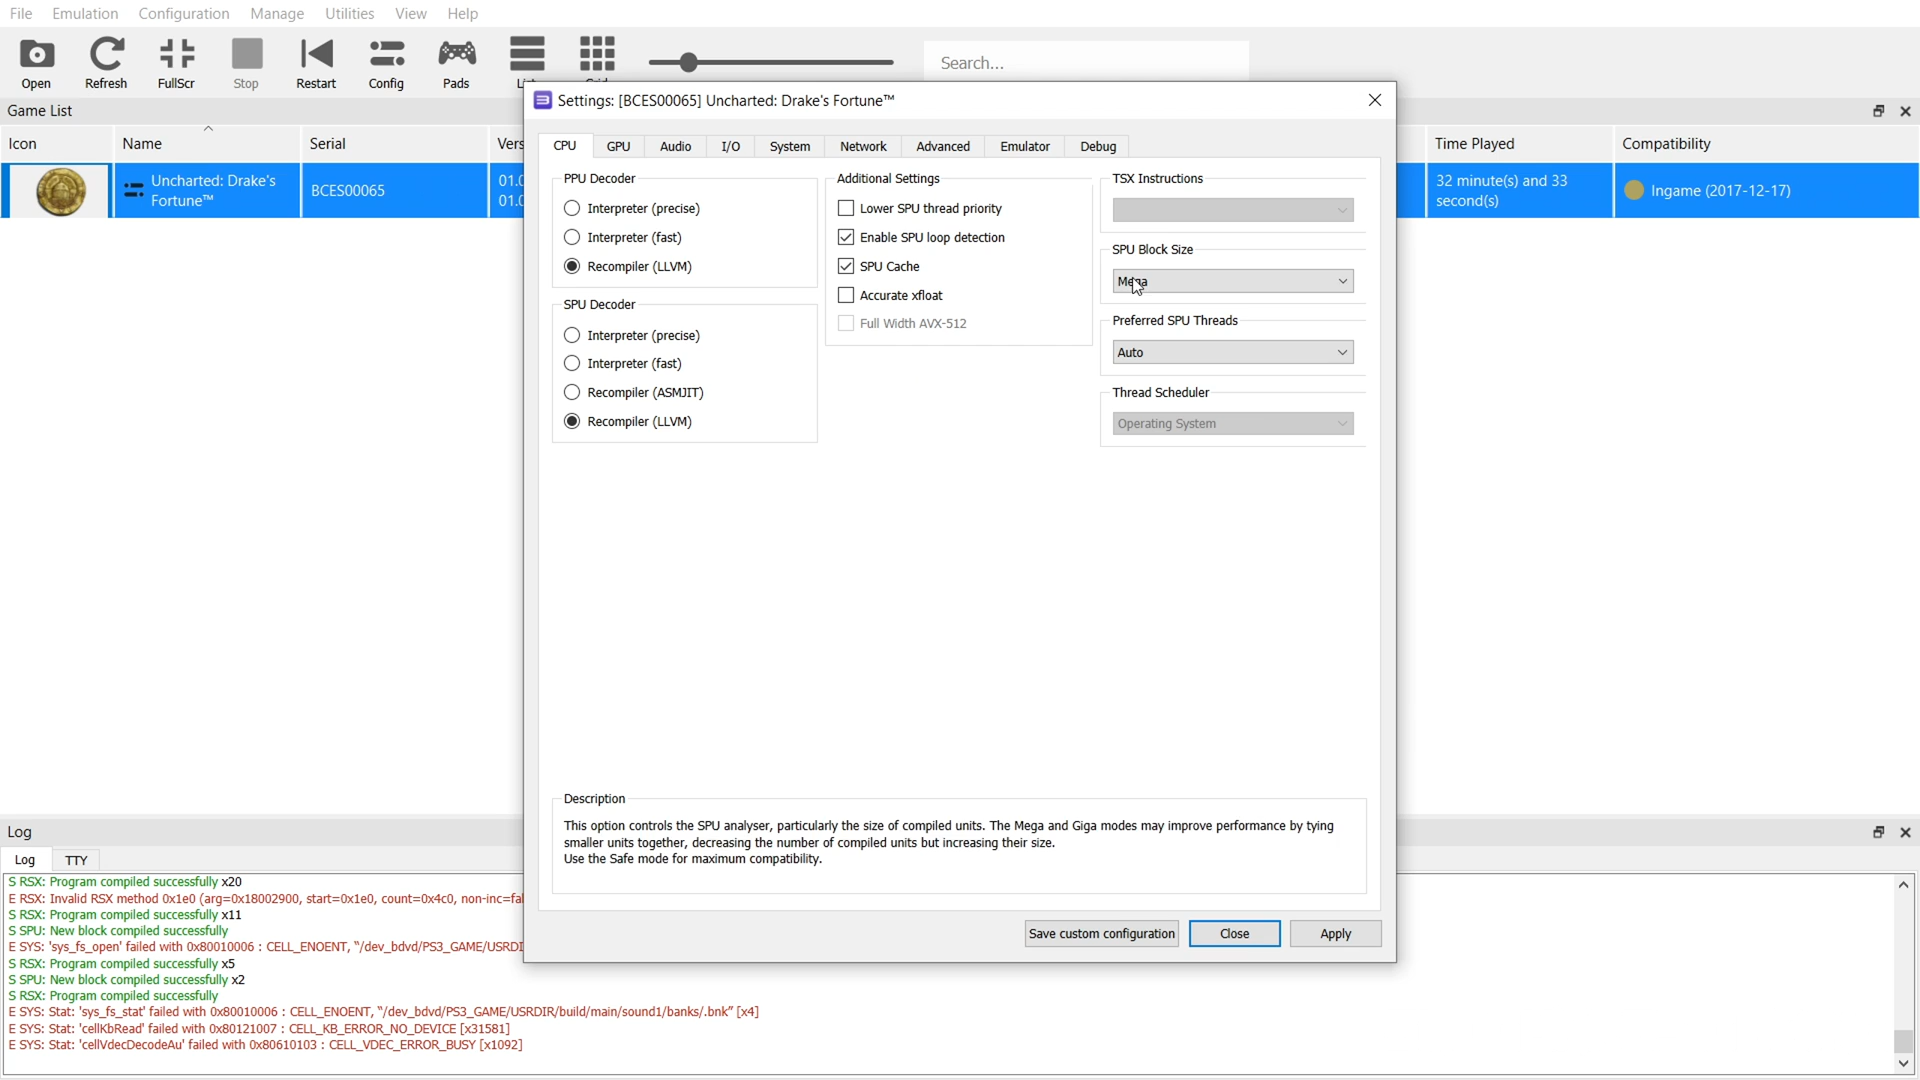 File Emulation Configuration Manage Utilities View Help
Open Refresh FullScr Stop Restart Config Pads
Search...
Game List
Icon Name Serial Time Played Compatibility
Uncharted: Drake's
Fortune™
BCES00065
32 minute(s) and 33
second(s)
Ingame (2017-12-17)
Settings: [BCES00065] Uncharted: Drake's Fortune™
CPU GPU Audio I/O System Network Advanced Emulator Debug
PPU Decoder
Interpreter (precise)
Interpreter (fast)
Recompiler (LLVM)
SPU Decoder
Interpreter (precise)
Interpreter (fast)
Recompiler (ASMJIT)
Recompiler (LLVM)
Additional Settings
Lower SPU thread priority
Enable SPU loop detection
SPU Cache
Accurate xfloat
Full Width AVX-512
TSX Instructions
SPU Block Size
Mega
Preferred SPU Threads
Auto
Thread Scheduler
Operating System
Description
This option controls the SPU analyser, particularly the size of compiled units. The Mega and Giga modes may improve performance by tying
smaller units together, decreasing the number of compiled units but increasing their size.
Use the Safe mode for maximum compatibility.
Save custom configuration Close Apply
Log
Log TTY
S RSX: Program compiled successfully x20
E RSX: Invalid RSX method 0x1e0 (arg=0x18002900, start=0x1e0, count=0x4c0, non-inc=fal
S RSX: Program compiled successfully x11
S SPU: New block compiled successfully
E SYS: 'sys_fs_open' failed with 0x80010006 : CELL_ENOENT, “/dev_bdvd/PS3_GAME/USRDI
S RSX: Program compiled successfully x5
S SPU: New block compiled successfully x2
S RSX: Program compiled successfully
E SYS: Stat: 'sys_fs_stat' failed with 0x80010006 : CELL_ENOENT, “/dev_bdvd/PS3_GAME/USRDIR/build/main/sound1/banks/.bnk” [x4]
E SYS: Stat: 'cellKbRead' failed with 0x80121007 : CELL_KB_ERROR_NO_DEVICE [x31581]
E SYS: Stat: 'cellVdecDecodeAu' failed with 0x80610103 : CELL_VDEC_ERROR_BUSY [x1092]